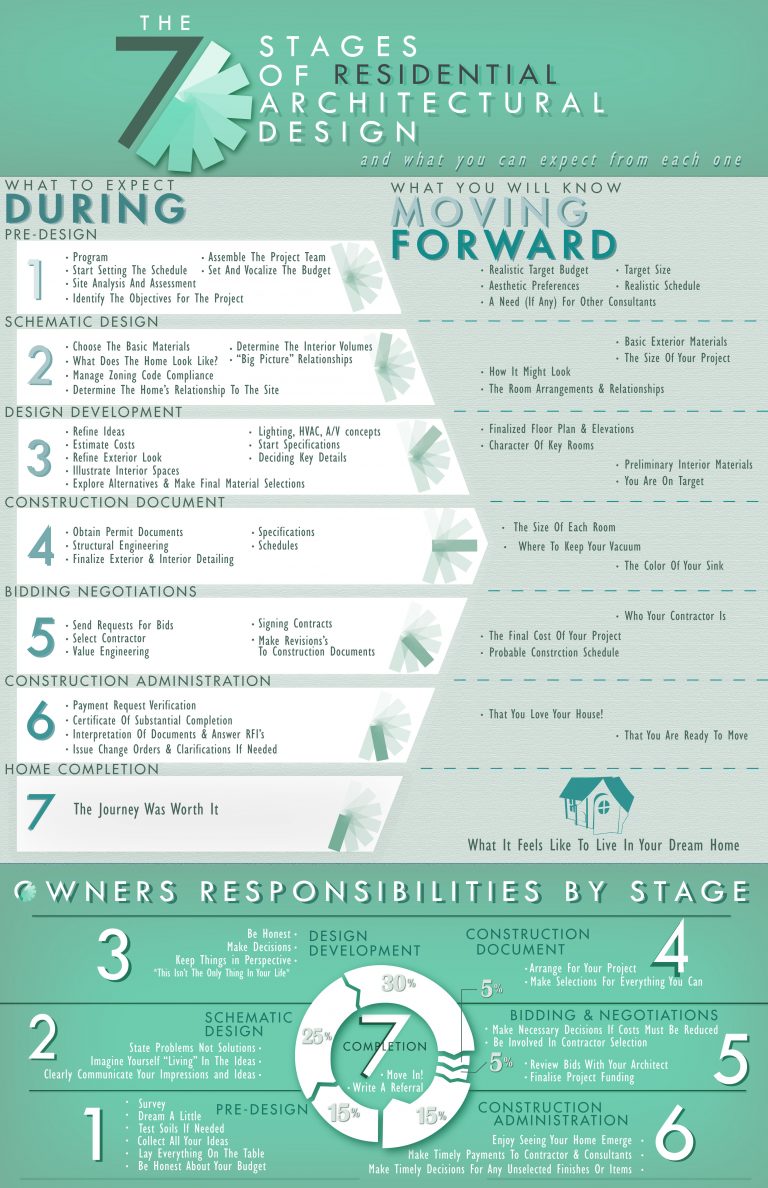 THE
7
STAGES
OF RESIDENTIAL
ARCHITECTURAL
DESIGN
and what you can expect from each one
WHAT TO EXPECT
DURING
WHAT YOU WILL KNOW
MOVING
FORWARD
PRE-DESIGN
1
• Program
• Start Setting The Schedule
• Site Analysis And Assessment
• Identify The Objectives For The Project
• Assemble The Project Team
• Set And Vocalize The Budget
• Realistic Target Budget
• Aesthetic Preferences
• A Need (If Any) For Other Consultants
• Target Size
• Realistic Schedule
SCHEMATIC DESIGN
2
• Choose The Basic Materials
• What Does The Home Look Like?
• Manage Zoning Code Compliance
• Determine The Home's Relationship To The Site
• Determine The Interior Volumes
• "Big Picture" Relationships
• Basic Exterior Materials
• The Size Of Your Project
• How It Might Look
• The Room Arrangements & Relationships
DESIGN DEVELOPMENT
3
• Refine Ideas
• Estimate Costs
• Refine Exterior Look
• Illustrate Interior Spaces
• Explore Alternatives & Make Final Material Selections
• Lighting, HVAC, A/V concepts
• Start Specifications
• Deciding Key Details
• Finalized Floor Plan & Elevations
• Character Of Key Rooms
• Preliminary Interior Materials
• You Are On Target
CONSTRUCTION DOCUMENT
4
• Obtain Permit Documents
• Structural Engineering
• Finalize Exterior & Interior Detailing
• Specifications
• Schedules
• The Size Of Each Room
• Where To Keep Your Vacuum
• The Color Of Your Sink
BIDDING NEGOTIATIONS
5
• Send Requests For Bids
• Select Contractor
• Value Engineering
• Signing Contracts
• Make Revisions's
To Construction Documents
• Who Your Contractor Is
• The Final Cost Of Your Project
• Probable Constrction Schedule
CONSTRUCTION ADMINISTRATION
6
• Payment Request Verification
• Certificate Of Substantial Completion
• Interpretation Of Documents & Answer RFI's
• Issue Change Orders & Clarifications If Needed
• That You Love Your House!
• That You Are Ready To Move
HOME COMPLETION
7
The Journey Was Worth It
What It Feels Like To Live In Your Dream Home
OWNERS RESPONSIBILITIES BY STAGE
3
Be Honest •
Make Decisions •
Keep Things in Perspective •
"This Isn't The Only Thing In Your Life"
DESIGN
DEVELOPMENT
30%
CONSTRUCTION
DOCUMENT
4
• Arrange For Your Project
• Make Selections For Everything You Can
5%
2
SCHEMATIC
DESIGN
State Problems Not Solutions •
Imagine Yourself "Living" In The Ideas •
Clearly Communicate Your Impressions and Ideas •
25%
7
COMPLETION
• Move In!
• Write A Referral
BIDDING & NEGOTIATIONS
• Make Necessary Decisions If Costs Must Be Reduced
• Be Involved In Contractor Selection
5%
• Review Bids With Your Architect
• Finalise Project Funding
5
1
• Survey
• Dream A Little
• Test Soils If Needed
• Collect All Your Ideas
• Lay Everything On The Table
• Be Honest About Your Budget
PRE-DESIGN
15%
15%
CONSTRUCTION
ADMINISTRATION
6
Enjoy Seeing Your Home Emerge •
Make Timely Payments To Contractor & Consultants •
Make Timely Decisions For Any Unselected Finishes Or Items •